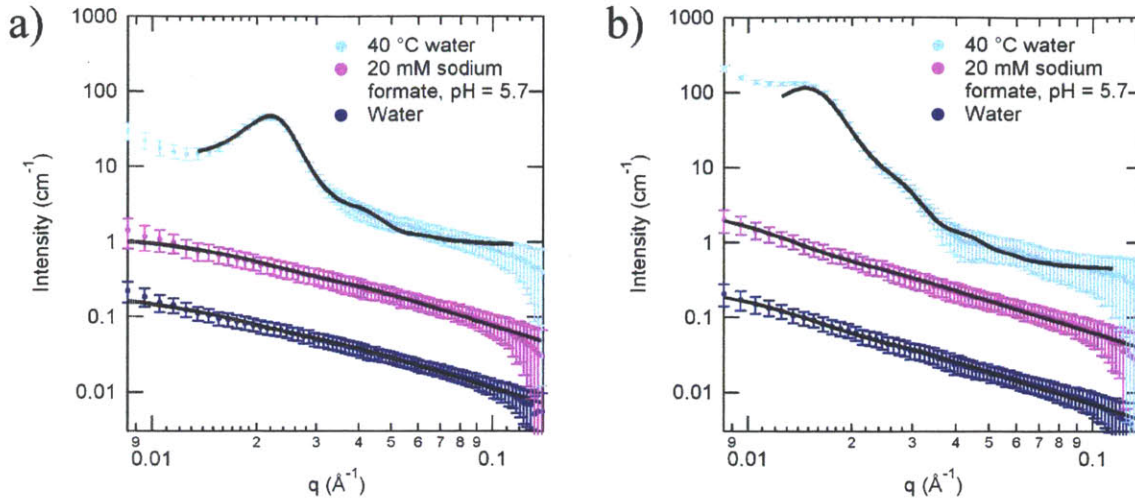 a)
1000
100
10
1
0.1
0.01
Intensity (cm⁻¹)
40 °C water
20 mM sodium
formate, pH = 5.7
Water
9 2 3 4 5 6 7 8 9
0.01 0.1
q (Å⁻¹)
b)
1000
100
10
1
0.1
0.01
Intensity (cm⁻¹)
40 °C water
20 mM sodium
formate, pH = 5.7
Water
9 2 3 4 5 6 7 8 9
0.01 0.1
q (Å⁻¹)